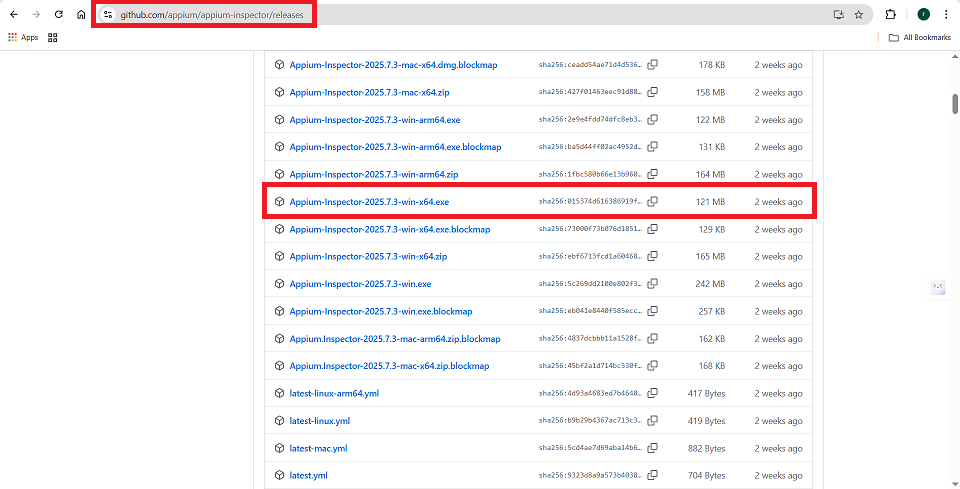 github.com/appium/appium-inspector/releases
r
Apps
All Bookmarks
Appium-Inspector-2025.7.3-mac-x64.dmg.blockmap sha256:ceadd54ae71d4d536… 178 KB 2 weeks ago
Appium-Inspector-2025.7.3-mac-x64.zip sha256:427f01463eec91d88… 158 MB 2 weeks ago
Appium-Inspector-2025.7.3-win-arm64.exe sha256:2e9e4fdd74dfc8eb3… 122 MB 2 weeks ago
Appium-Inspector-2025.7.3-win-arm64.exe.blockmap sha256:ba5d44ff02ac4952d… 131 KB 2 weeks ago
Appium-Inspector-2025.7.3-win-arm64.zip sha256:1fbc580b66e13b960… 164 MB 2 weeks ago
Appium-Inspector-2025.7.3-win-x64.exe sha256:015374d616386919f… 121 MB 2 weeks ago
Appium-Inspector-2025.7.3-win-x64.exe.blockmap sha256:73000f73b076d1851… 129 KB 2 weeks ago
Appium-Inspector-2025.7.3-win-x64.zip sha256:ebf6713fcd1a60468… 165 MB 2 weeks ago
Appium-Inspector-2025.7.3-win.exe sha256:5c269dd2100e802f3… 242 MB 2 weeks ago
Appium-Inspector-2025.7.3-win.exe.blockmap sha256:eb041e8440f585ecc… 257 KB 2 weeks ago
Appium.Inspector-2025.7.3-mac-arm64.zip.blockmap sha256:4837dcbbb11a1528f… 162 KB 2 weeks ago
Appium.Inspector-2025.7.3-mac-x64.zip.blockmap sha256:45bf2a1d714bc530f… 168 KB 2 weeks ago
latest-linux-arm64.yml sha256:4d93a4683ed7b4648… 417 Bytes 2 weeks ago
latest-linux.yml sha256:b9b29b4367ac713c3… 419 Bytes 2 weeks ago
latest-mac.yml sha256:5cd4ae7d69aba14b6… 882 Bytes 2 weeks ago
latest.yml sha256:9323d8a9a573b4038… 704 Bytes 2 weeks ago